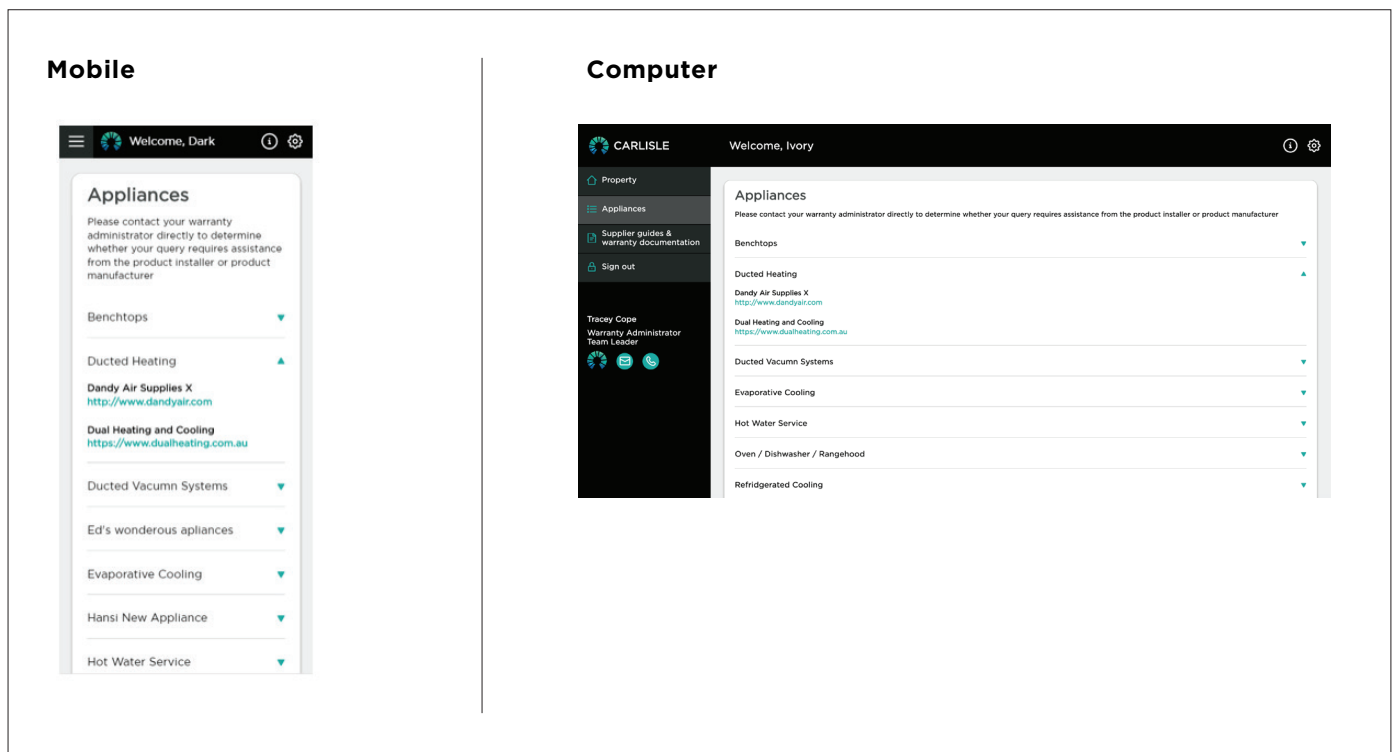 Mobile
Welcome, Dark
Appliances
Please contact your warranty
administrator directly to determine
whether your query requires assistance
from the product installer or product
manufacturer
Benchtops
Ducted Heating
Dandy Air Supplies X
http://www.dandyair.com
Dual Heating and Cooling
https://www.dualheating.com.au
Ducted Vacumn Systems
Ed's wonderous apliances
Evaporative Cooling
Hansi New Appliance
Hot Water Service
Computer
CARLISLE
Welcome, Ivory
Property
Appliances
Supplier guides &
warranty documentation
Sign out
Tracey Cope
Warranty Administrator
Team Leader
Appliances
Please contact your warranty administrator directly to determine whether your query requires assistance from the product installer or product manufacturer
Benchtops
Ducted Heating
Dandy Air Supplies X
http://www.dandyair.com
Dual Heating and Cooling
https://www.dualheating.com.au
Ducted Vacumn Systems
Evaporative Cooling
Hot Water Service
Oven / Dishwasher / Rangehood
Refridgerated Cooling